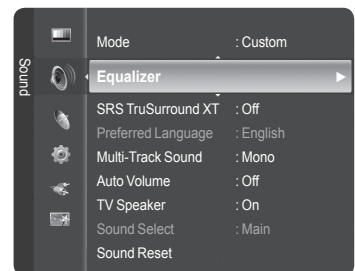 Sound
Mode : Custom
Equalizer
SRS TruSurround XT : Off
Preferred Language : English
Multi-Track Sound : Mono
Auto Volume : Off
TV Speaker : On
Sound Select : Main
Sound Reset